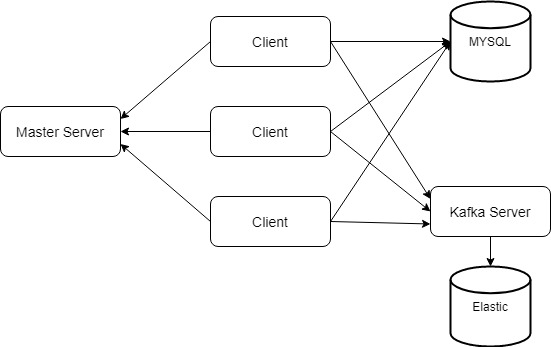 Client
MYSQL
Master Server
Client
Client
Kafka Server
Elastic